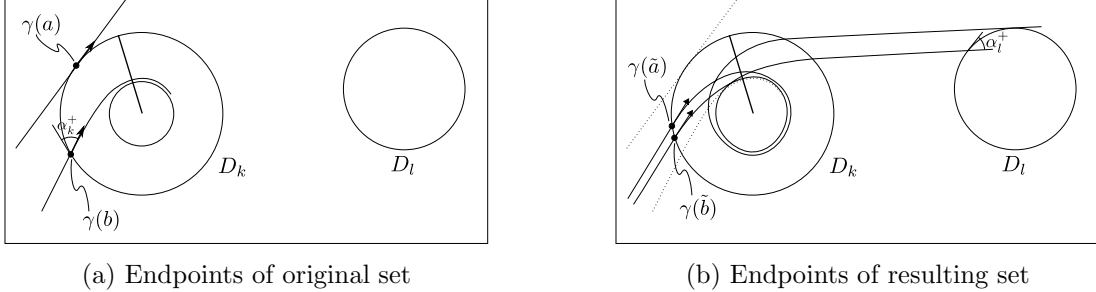 γ(a)
α_k^+
D_k
γ(b)
D_l
(a) Endpoints of original set
γ(ã)
α_l^+
D_k
D_l
γ(b̃)
(b) Endpoints of resulting set